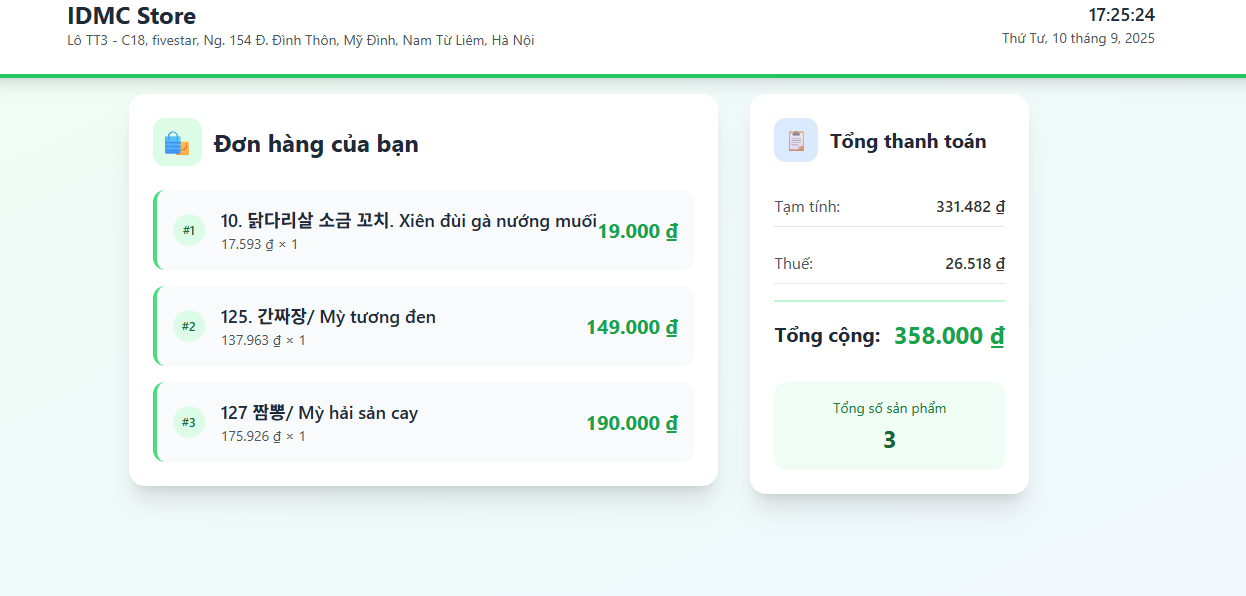 IDMC Store
Lô TT3 - C18, fivestar, Ng. 154 Đ. Đình Thôn, Mỹ Đình, Nam Từ Liêm, Hà Nội
17:25:24
Thứ Tư, 10 tháng 9, 2025
Đơn hàng của bạn
#1
10. 닭다리살 소금 꼬치. Xiên đùi gà nướng muối
17.593 ₫ × 1
19.000 ₫
#2
125. 간짜장/ Mỳ tương đen
137.963 ₫ × 1
149.000 ₫
#3
127 짬뽕/ Mỳ hải sản cay
175.926 ₫ × 1
190.000 ₫
Tổng thanh toán
Tạm tính: 331.482 ₫
Thuế: 26.518 ₫
Tổng cộng: 358.000 ₫
Tổng số sản phẩm
3